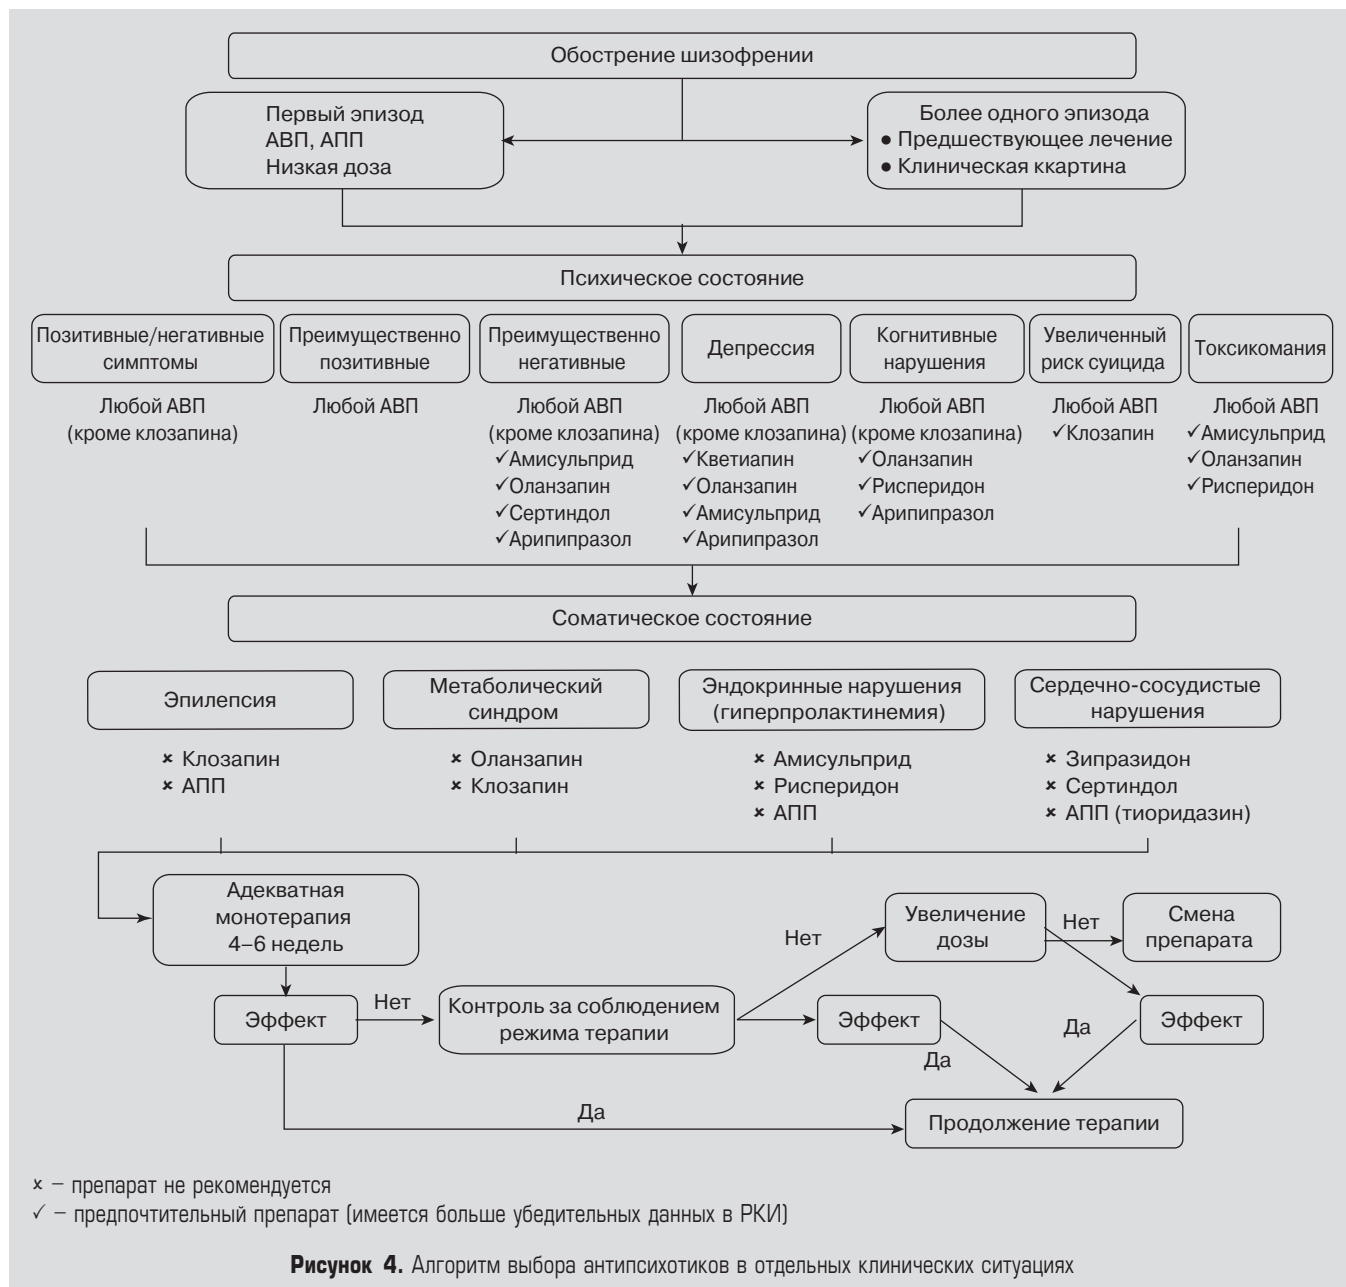 Обострение шизофрении
Первый эпизод
АВП, АПП
Низкая доза
Более одного эпизода
● Предшествующее лечение
● Клиническая ккартина
Психическое состояние
Позитивные/негативные
симптомы
Любой АВП
(кроме клозапина)
Преимущественно
позитивные
Любой АВП
Преимущественно
негативные
Любой АВП
(кроме клозапина)
✓Амисульприд
✓Оланзапин
✓Сертиндол
✓Арипипразол
Депрессия
Любой АВП
(кроме клозапина)
✓Кветиапин
✓Оланзапин
✓Амисульприд
✓Арипипразол
Когнитивные
нарушения
Любой АВП
(кроме клозапина)
✓Оланзапин
✓Рисперидон
✓Арипипразол
Увеличенный
риск суицида
Любой АВП
✓Клозапин
Токсикомания
Любой АВП
✓Амисульприд
✓Оланзапин
✓Рисперидон
Соматическое состояние
Эпилепсия
× Клозапин
× АПП
Метаболический
синдром
× Оланзапин
× Клозапин
Эндокринные нарушения
(гиперпролактинемия)
× Амисульприд
× Рисперидон
× АПП
Сердечно-сосудистые
нарушения
× Зипразидон
× Сертиндол
× АПП (тиоридазин)
Адекватная
монотерапия
4–6 недель
Эффект
Нет
Контроль за соблюдением
режима терапии
Нет
Увеличение
дозы
Нет
Смена
препарата
Эффект
Да
Эффект
Да
Да
Продолжение терапии
× – препарат не рекомендуется
✓ – предпочтительный препарат (имеется больше убедительных данных в РКИ)
Рисунок 4. Алгоритм выбора антипсихотиков в отдельных клинических ситуациях